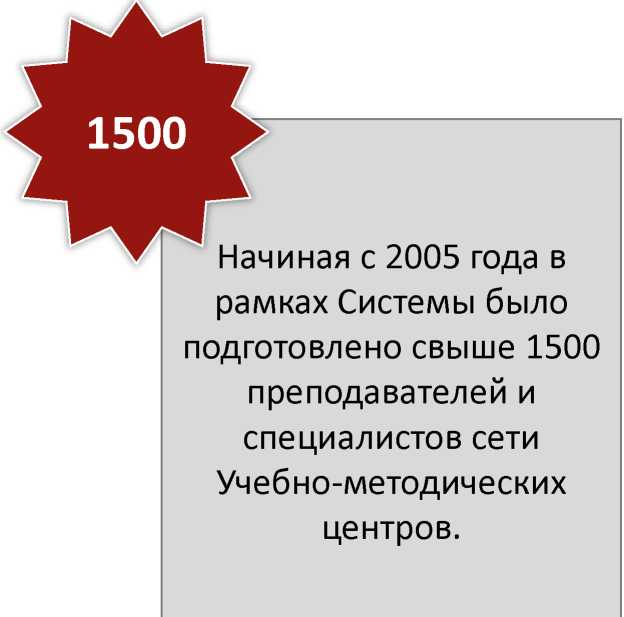 1500
Начиная с 2005 года в
рамках Системы было
подготовлено свыше 1500
преподавателей и
специалистов сети
Учебно-методических
центров.